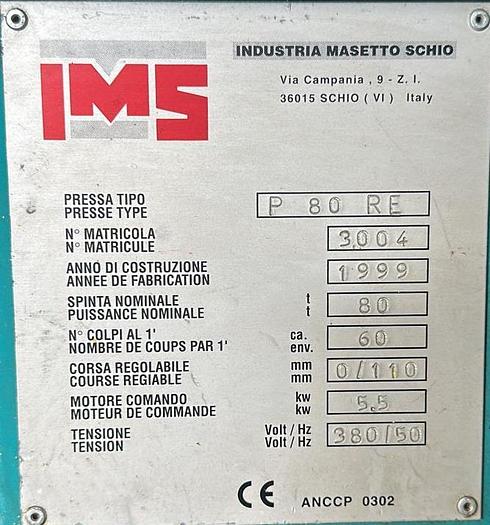 IMS
INDUSTRIA MASETTO SCHIO
Via Campania , 9 - Z. I.
36015 SCHIO ( VI ) Italy
PRESSA TIPO
PRESSE TYPE
P 80 RE
N° MATRICOLA
N° MATRICULE
3.004
ANNO DI COSTRUZIONE
ANNEE DE FABRICATION
1999
SPINTA NOMINALE t
PUISSANCE NOMINALE t
80
N° COLPI AL 1' ca.
NOMBRE DE COUPS PAR 1' env.
60
CORSA REGOLABILE mm
COURSE REGIABLE mm
0/110
MOTORE COMANDO kw
MOTEUR DE COMMANDE kw
5.5
TENSIONE Volt / Hz
TENSION Volt / Hz
380/50
CE ANCCP 0302